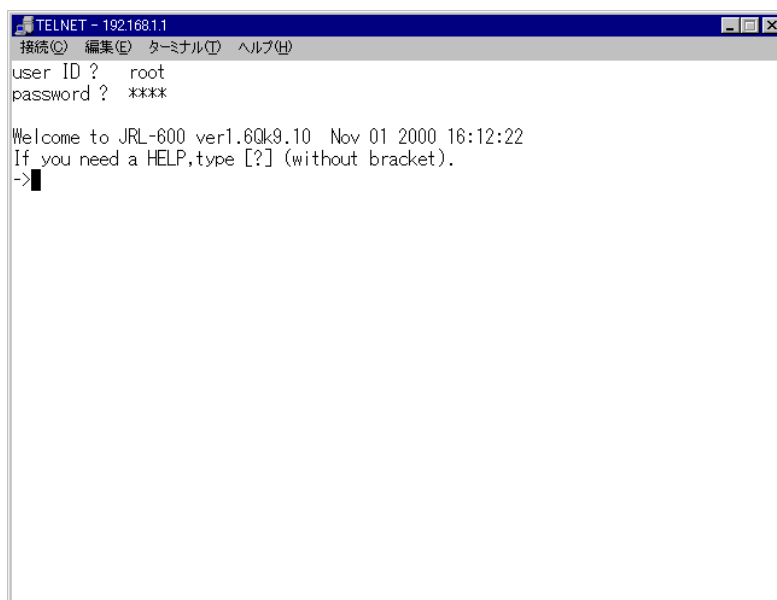 TELNET - 192.168.1.1
接続(C) 編集(E) ターミナル(T) ヘルプ(H)
user ID ? root
password ? ****
Welcome to JRL-600 ver1.6Qk9.10 Nov 01 2000 16:12:22
If you need a HELP,type [?] (without bracket).
->